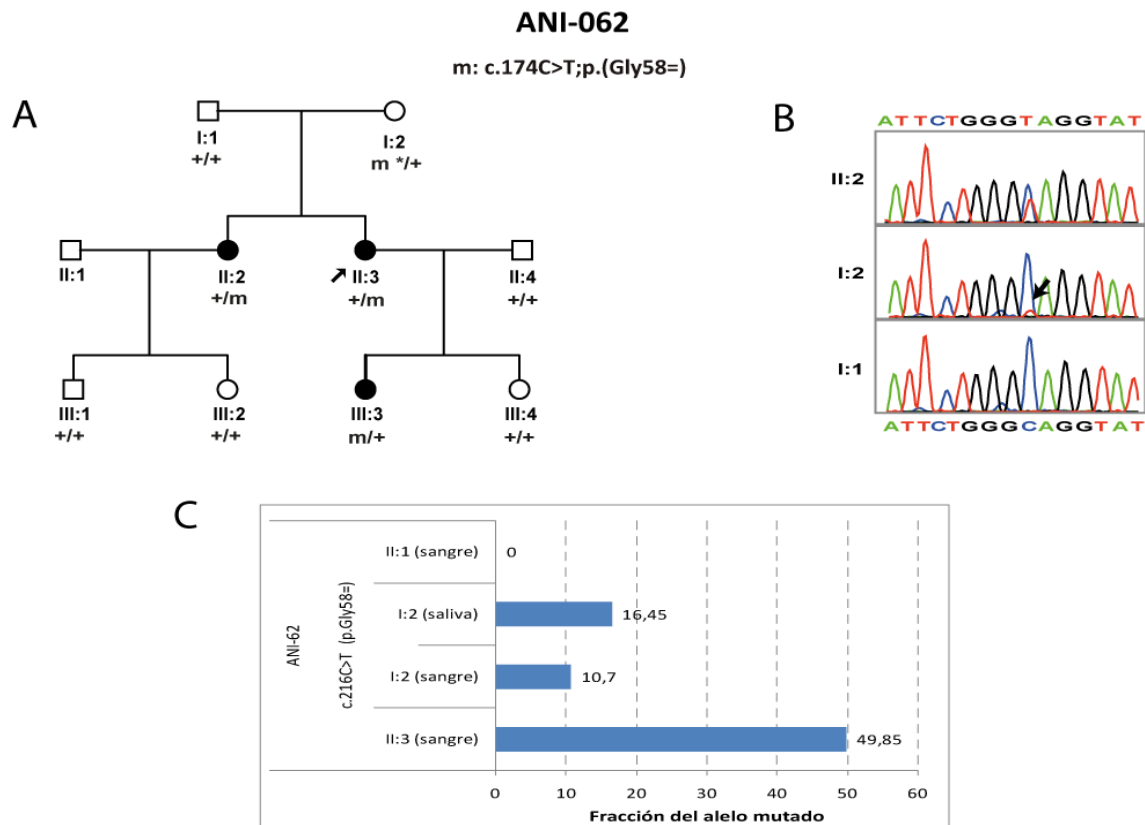 ANI-062
m: c.174C>T;p.(Gly58=)
A
I:1
+/+
I:2
m */+
II:1
II:2
+/m
II:3
+/m
II:4
+/+
III:1
+/+
III:2
+/+
III:3
m/+
III:4
+/+
B
ATTCTGGGTAGGTAT
II:2
I:2
I:1
ATTCTGGGCAGGTAT
C
ANI-62
c.216C>T (p.Gly58=)
II:1 (sangre)
0
I:2 (saliva)
16,45
I:2 (sangre)
10,7
II:3 (sangre)
49,85
0 10 20 30 40 50 60
Fracción del alelo mutado